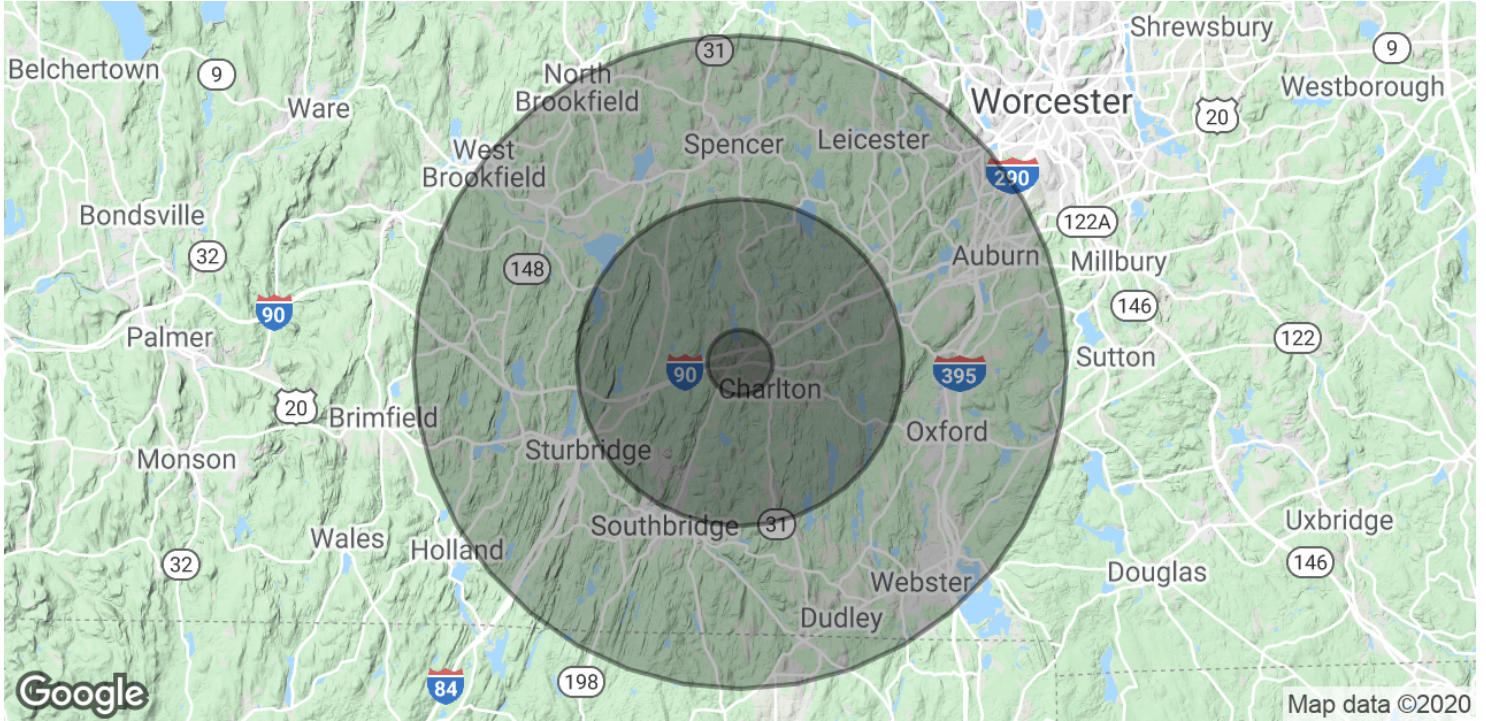 Shrewsbury
31
9
Belchertown
9
North
Brookfield
Westborough
Ware
Worcester
20
Spencer
Leicester
West
Brookfield
290
Bondsville
122A
32
Auburn
Millbury
148
90
146
Palmer
122
Sutton
90
395
Charlton
20
Brimfield
Oxford
Sturbridge
Monson
Southbridge
31
Uxbridge
Wales
Holland
32
146
Webster
Douglas
Dudley
198
84
Google
Map data ©2020